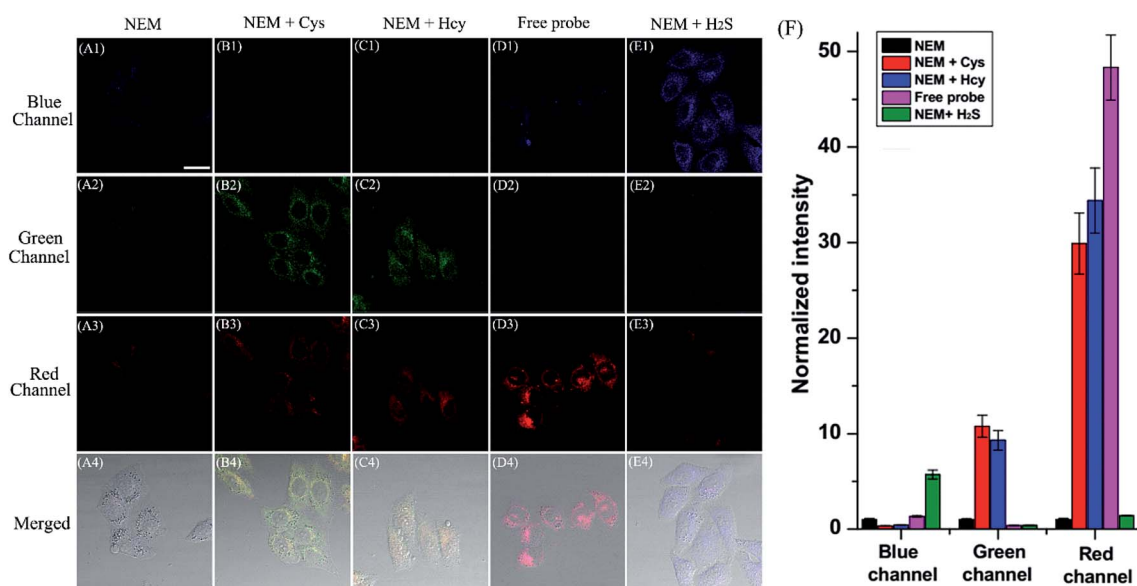 NEM
NEM + Cys
NEM + Hcy
Free probe
NEM + H2S
Blue Channel
(A1)
(B1)
(C1)
(D1)
(E1)
Green Channel
(A2)
(B2)
(C2)
(D2)
(E2)
Red Channel
(A3)
(B3)
(C3)
(D3)
(E3)
Merged
(A4)
(B4)
(C4)
(D4)
(E4)
(F)
Normalized intensity
50
40
30
20
10
0
NEM
NEM + Cys
NEM + Hcy
Free probe
NEM+ H2S
Blue channel
Green channel
Red channel